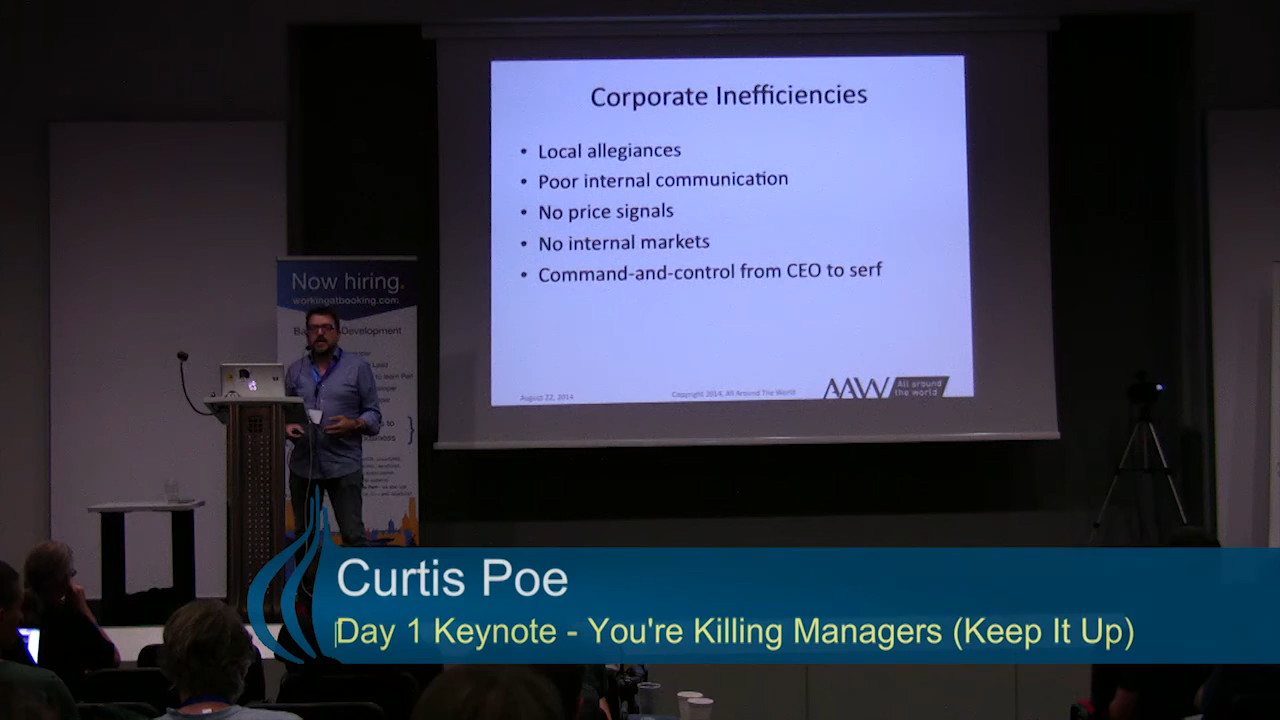 Corporate Inefficiencies
• Local allegiances
• Poor internal communication
• No price signals
• No internal markets
• Command-and-control from CEO to serf
August 22, 2014
Copyright 2014, All Around The World
AAW All around
the world
Now hiring.
workingatbooking.com
Development
Curtis Poe
Day 1 Keynote - You're Killing Managers (Keep It Up)